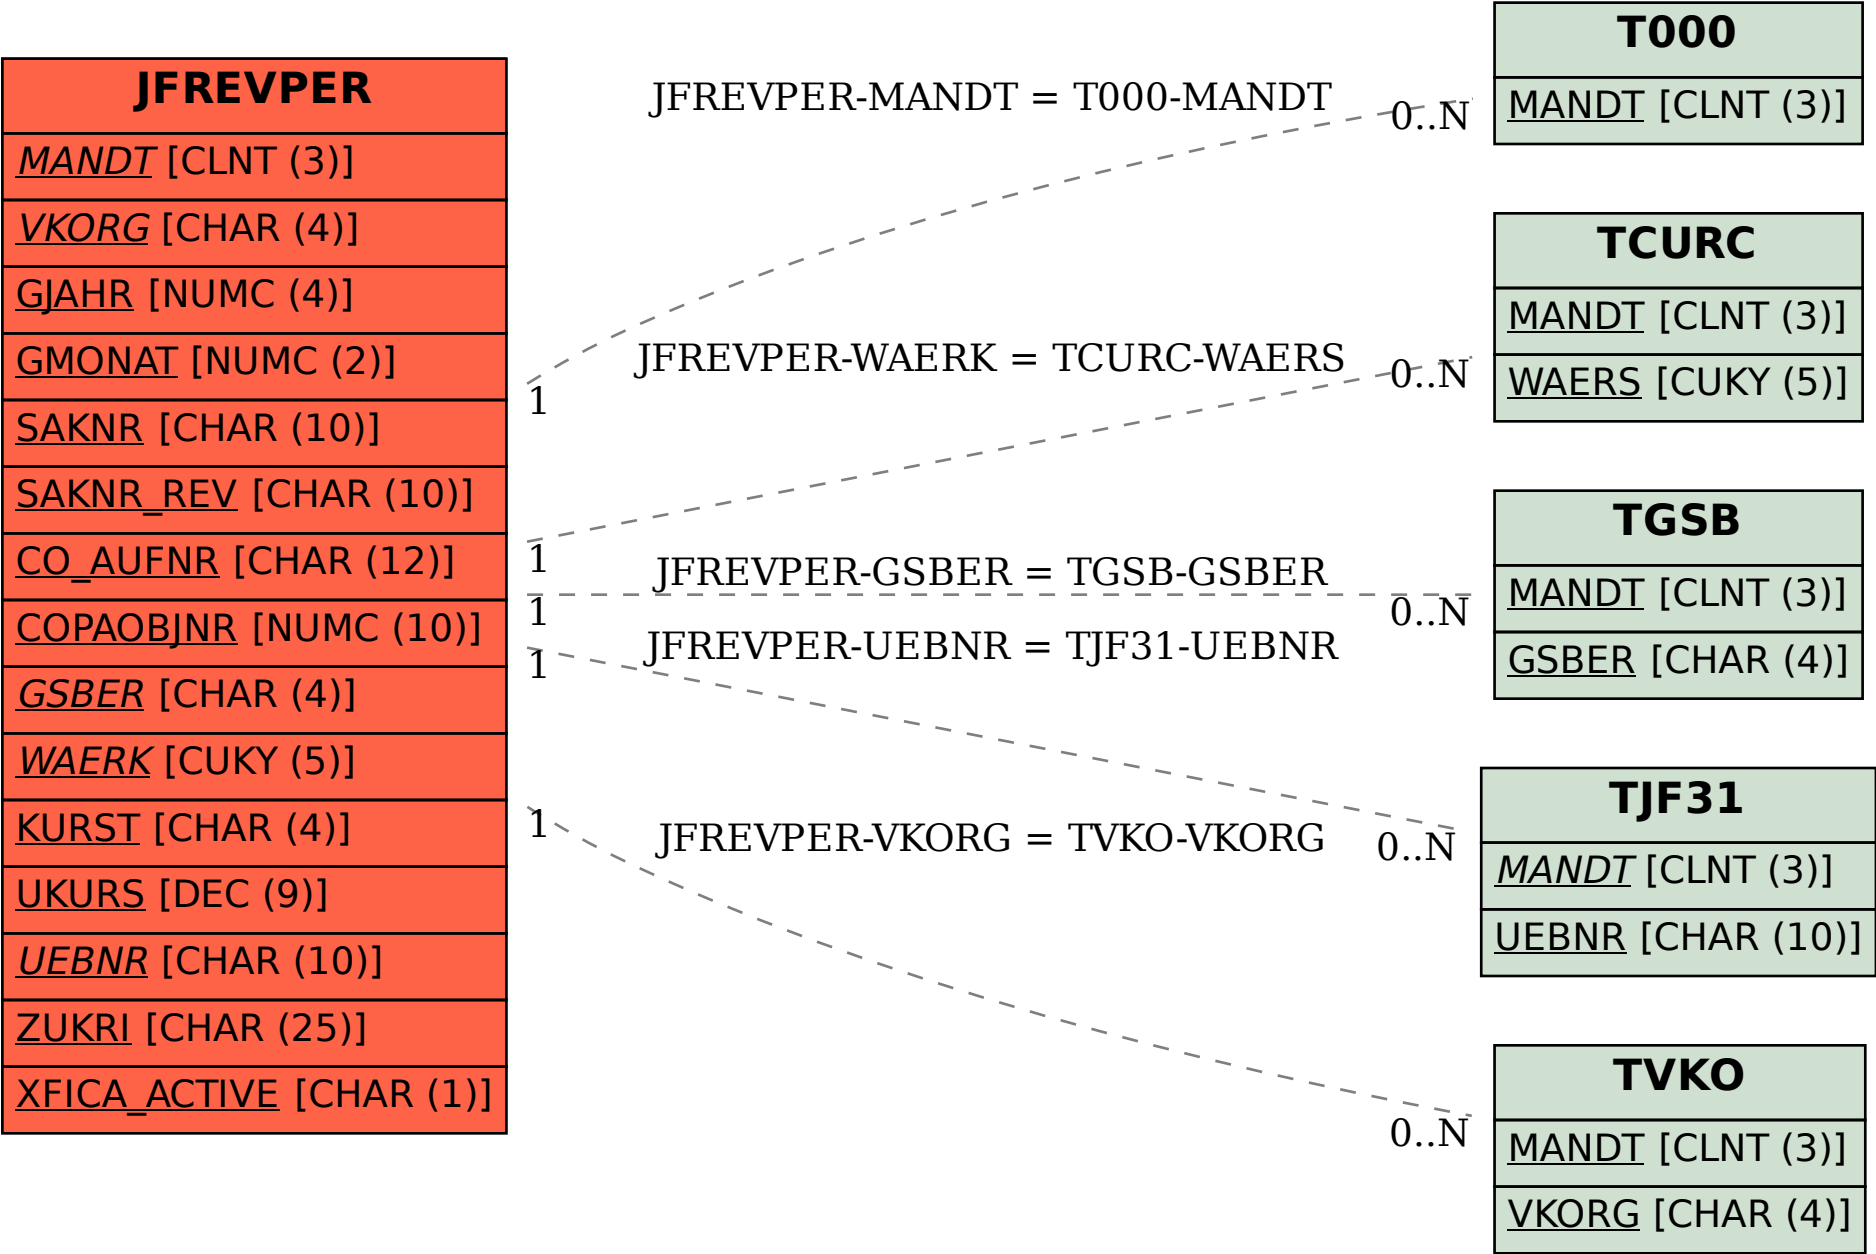 JFREVPER
MANDT [CLNT (3)]
VKORG [CHAR (4)]
GJAHR [NUMC (4)]
GMONAT [NUMC (2)]
SAKNR [CHAR (10)]
SAKNR_REV [CHAR (10)]
CO_AUFNR [CHAR (12)]
COPAOBJNR [NUMC (10)]
GSBER [CHAR (4)]
WAERK [CUKY (5)]
KURST [CHAR (4)]
UKURS [DEC (9)]
UEBNR [CHAR (10)]
ZUKRI [CHAR (25)]
XFICA_ACTIVE [CHAR (1)]
JFREVPER-MANDT = T000-MANDT
0..N
1
JFREVPER-WAERK = TCURC-WAERS
0..N
1
JFREVPER-GSBER = TGSB-GSBER
0..N
1
JFREVPER-UEBNR = TJF31-UEBNR
0..N
1
JFREVPER-VKORG = TVKO-VKORG
0..N
1
T000
MANDT [CLNT (3)]
TCURC
MANDT [CLNT (3)]
WAERS [CUKY (5)]
TGSB
MANDT [CLNT (3)]
GSBER [CHAR (4)]
TJF31
MANDT [CLNT (3)]
UEBNR [CHAR (10)]
TVKO
MANDT [CLNT (3)]
VKORG [CHAR (4)]